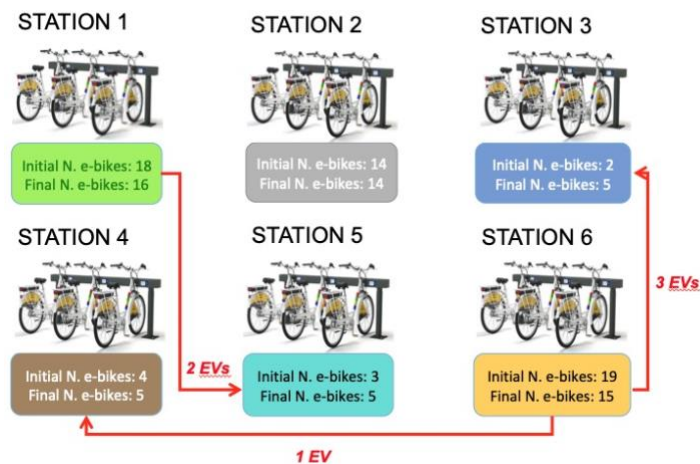 STATION 1
STATION 2
STATION 3
Initial N. e-bikes: 18
Final N. e-bikes: 16
Initial N. e-bikes: 14
Final N. e-bikes: 14
Initial N. e-bikes: 2
Final N. e-bikes: 5
STATION 4
STATION 5
STATION 6
3 EVs
2 EVs
Initial N. e-bikes: 4
Final N. e-bikes: 5
Initial N. e-bikes: 3
Final N. e-bikes: 5
Initial N. e-bikes: 19
Final N. e-bikes: 15
1 EV